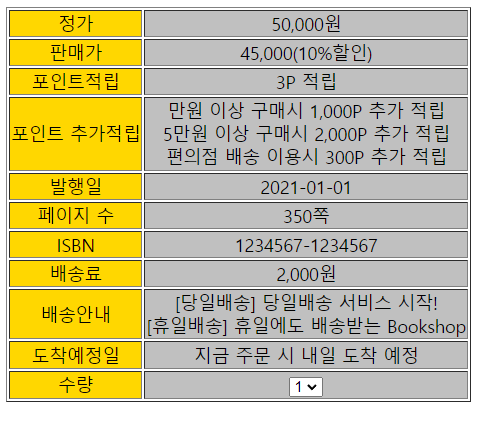 정가 50,000원
판매가 45,000(10%할인)
포인트적립 3P 적립
포인트 추가적립 만원 이상 구매시 1,000P 추가 적립
5만원 이상 구매시 2,000P 추가 적립
편의점 배송 이용시 300P 추가 적립
발행일 2021-01-01
페이지 수 350쪽
ISBN 1234567-1234567
배송료 2,000원
배송안내 [당일배송] 당일배송 서비스 시작!
[휴일배송] 휴일에도 배송받는 Bookshop
도착예정일 지금 주문 시 내일 도착 예정
수량 1